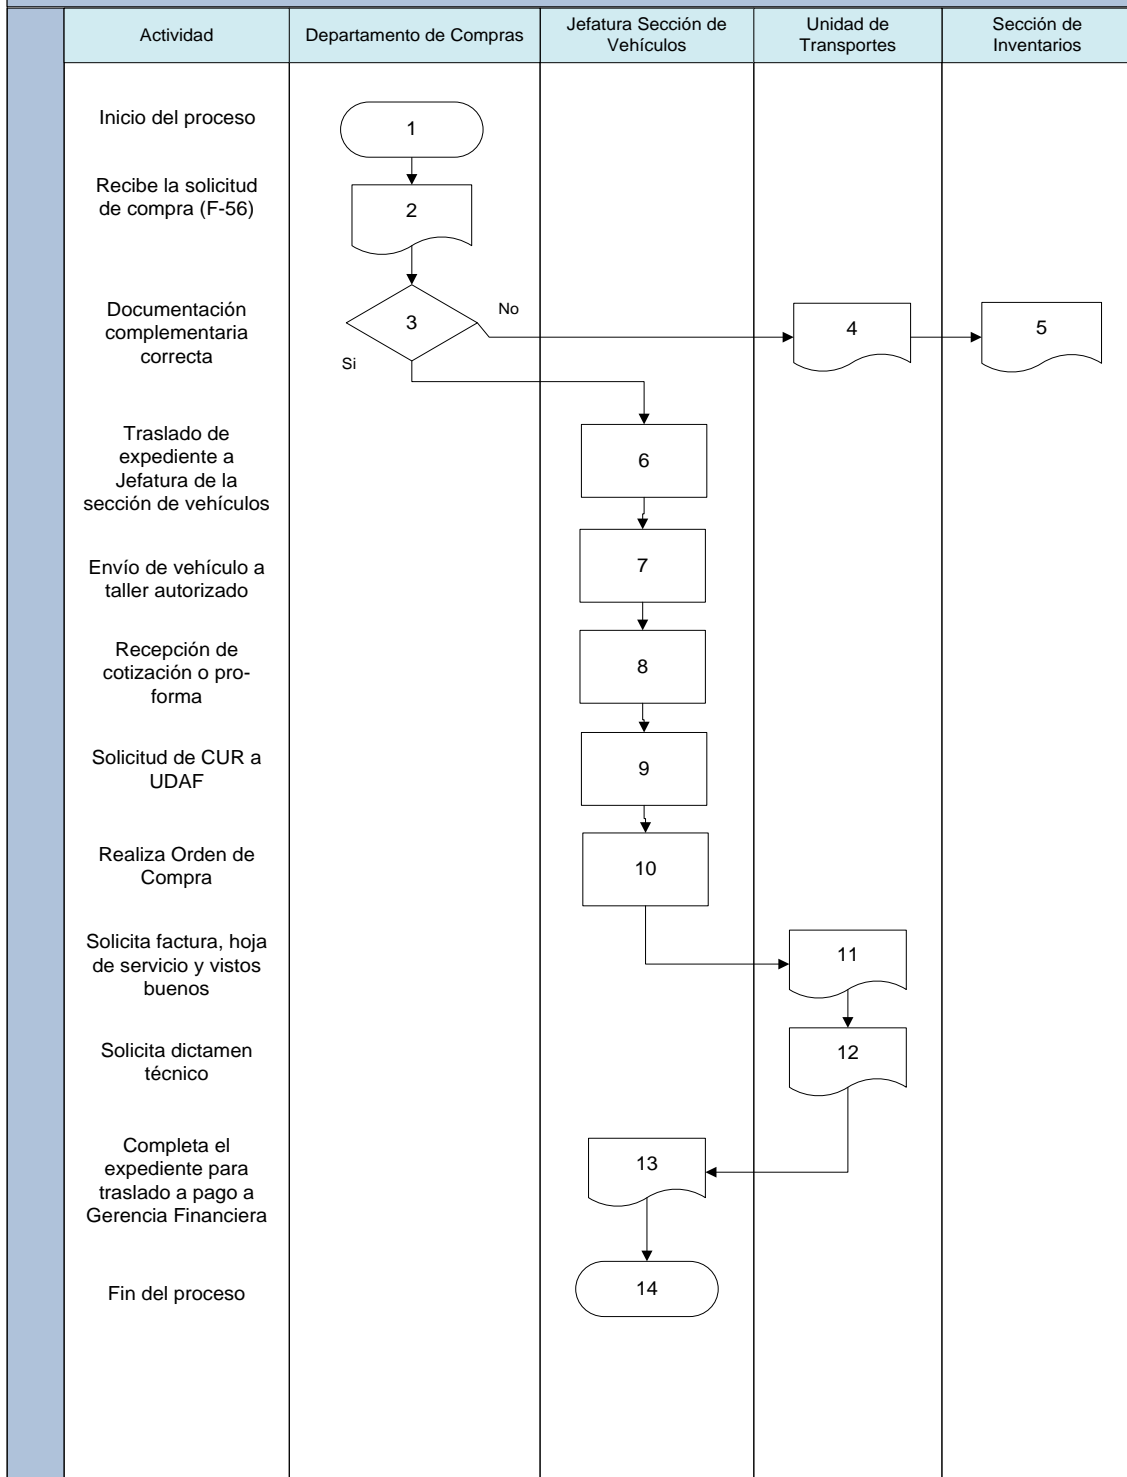 Actividad
Departamento de Compras
Jefatura Sección de
Vehículos
Unidad de
Transportes
Sección de
Inventarios
Inicio del proceso
1
Recibe la solicitud
de compra (F-56)
2
Documentación
complementaria
correcta
3
No
Si
4
5
Traslado de
expediente a
Jefatura de la
sección de vehículos
6
Envío de vehículo a
taller autorizado
7
Recepción de
cotización o pro-
forma
8
Solicitud de CUR a
UDAF
9
Realiza Orden de
Compra
10
Solicita factura, hoja
de servicio y vistos
buenos
11
Solicita dictamen
técnico
12
Completa el
expediente para
traslado a pago a
Gerencia Financiera
13
Fin del proceso
14